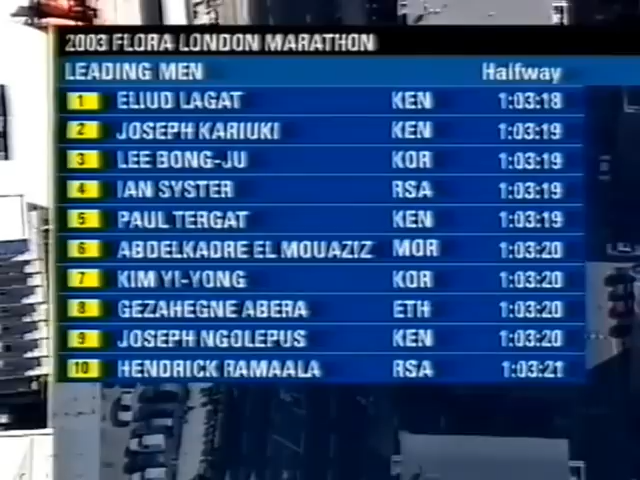 2003 FLORA LONDON MARATHON
LEADING MEN Halfway
1 ELIUD LAGAT KEN 1:03:18
2 JOSEPH KARIUKI KEN 1:03:19
3 LEE BONG-JU KOR 1:03:19
4 IAN SYSTER RSA 1:03:19
5 PAUL TERGAT KEN 1:03:19
6 ABDELKADRE EL MOUAZIZ MOR 1:03:20
7 KIM YI-YONG KOR 1:03:20
8 GEZAHEGNE ABERA ETH 1:03:20
9 JOSEPH NGOLEPUS KEN 1:03:20
10 HENDRICK RAMAALA RSA 1:03:21